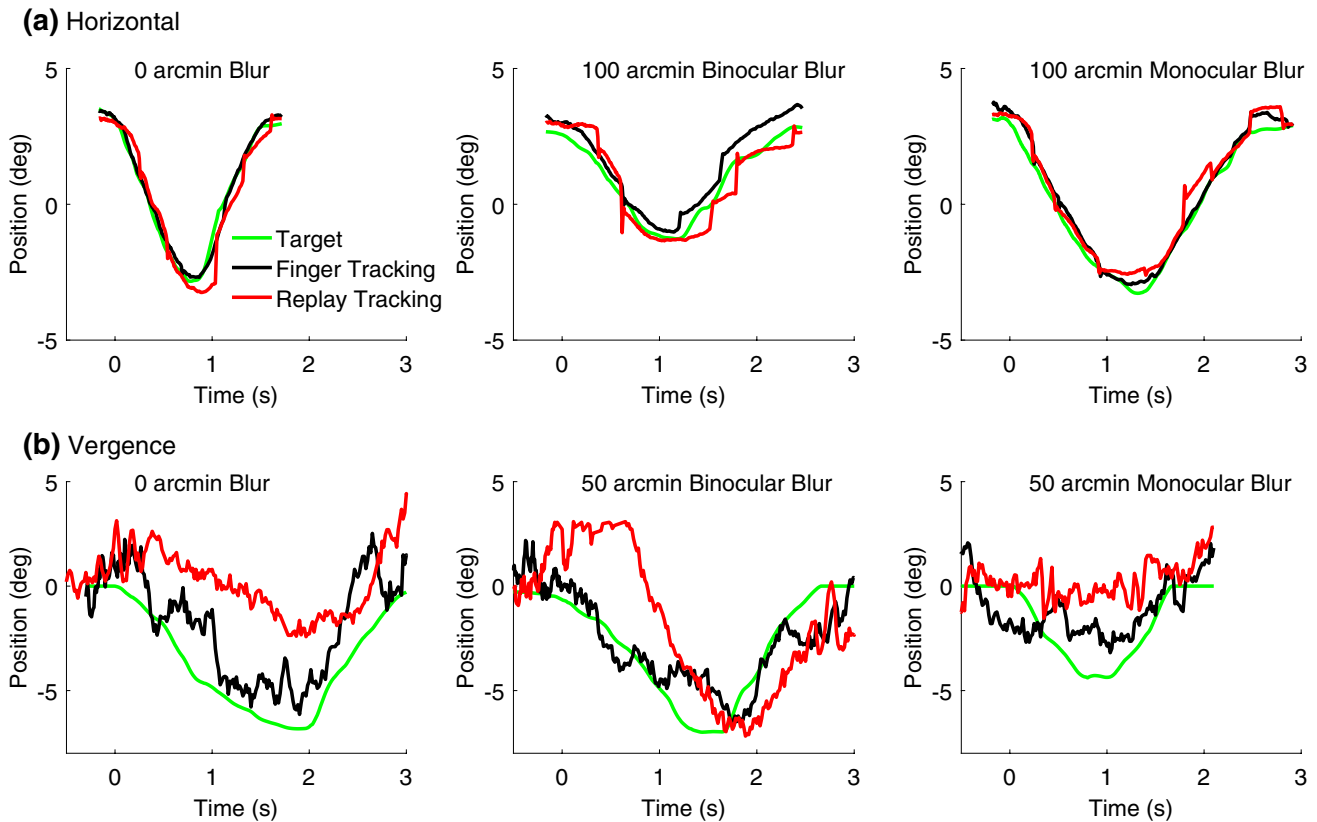 (a) Horizontal
0 arcmin Blur
100 arcmin Binocular Blur
100 arcmin Monocular Blur
5
0
-5
Position (deg)
Target
Finger Tracking
Replay Tracking
0 1 2 3
Time (s)
5
0
-5
Position (deg)
0 1 2 3
Time (s)
5
0
-5
Position (deg)
0 1 2 3
Time (s)
(b) Vergence
0 arcmin Blur
50 arcmin Binocular Blur
50 arcmin Monocular Blur
5
0
-5
Position (deg)
0 1 2 3
Time (s)
5
0
-5
Position (deg)
0 1 2 3
Time (s)
5
0
-5
Position (deg)
0 1 2 3
Time (s)